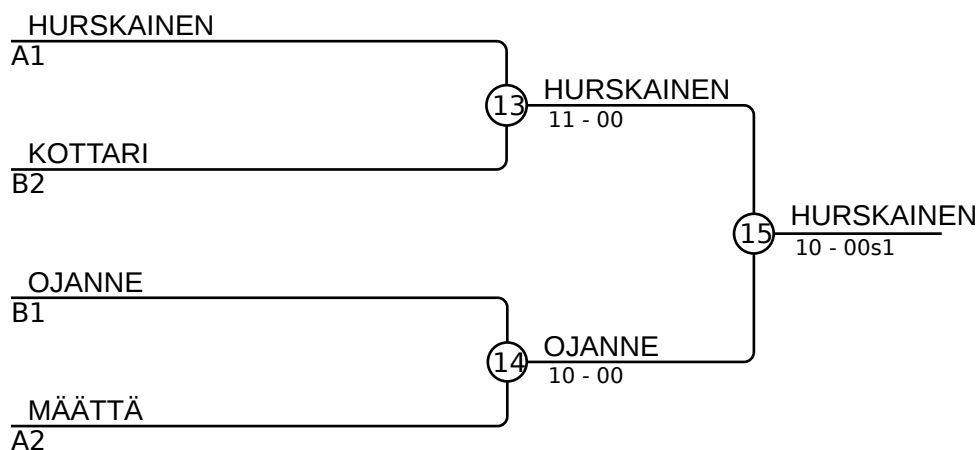 HURSKAINEN
A1
13
HURSKAINEN
11 - 00
KOTTARI
B2
15
HURSKAINEN
10 - 00s1
OJANNE
B1
14
OJANNE
10 - 00
MÄÄTTÄ
A2